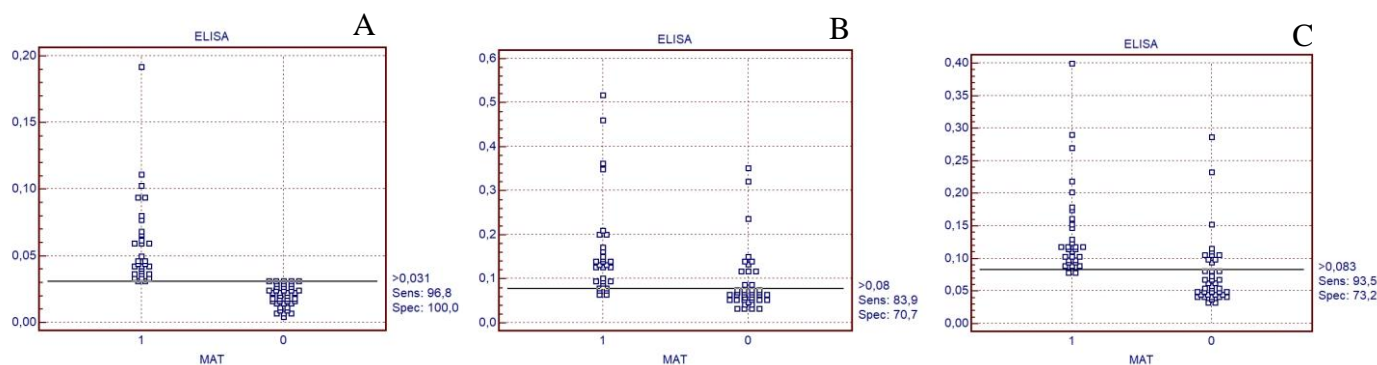 A
ELISA
0,20
0,15
0,10
0,05
0,00
1
0
MAT
>0,031
Sens: 96,8
Spec: 100,0
B
ELISA
0,6
0,5
0,4
0,3
0,2
0,1
0,0
1
0
MAT
>0,08
Sens: 83,9
Spec: 70,7
C
ELISA
0,40
0,35
0,30
0,25
0,20
0,15
0,10
0,05
0,00
1
0
MAT
>0,083
Sens: 93,5
Spec: 73,2